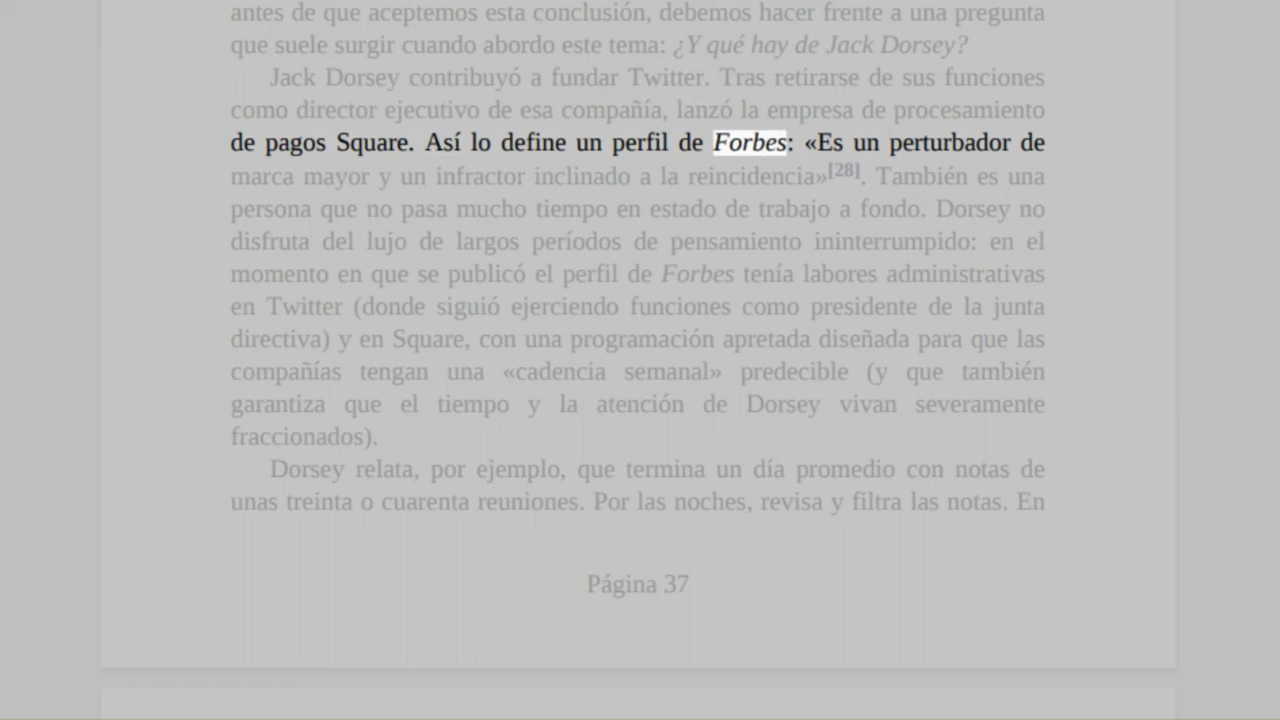 antes de que aceptemos esta conclusión, debemos hacer frente a una pregunta
que suele surgir cuando abordo este tema: ¿Y qué hay de Jack Dorsey?
Jack Dorsey contribuyó a fundar Twitter. Tras retirarse de sus funciones
como director ejecutivo de esa compañía, lanzó la empresa de procesamiento
de pagos Square. Así lo define un perfil de Forbes: «Es un perturbador de
marca mayor y un infractor inclinado a la reincidencia»[28]. También es una
persona que no pasa mucho tiempo en estado de trabajo a fondo. Dorsey no
disfruta del lujo de largos períodos de pensamiento ininterrumpido: en el
momento en que se publicó el perfil de Forbes tenía labores administrativas
en Twitter (donde siguió ejerciendo funciones como presidente de la junta
directiva) y en Square, con una programación apretada diseñada para que las
compañías tengan una «cadencia semanal» predecible (y que también
garantiza que el tiempo y la atención de Dorsey vivan severamente
fraccionados).
Dorsey relata, por ejemplo, que termina un día promedio con notas de
unas treinta o cuarenta reuniones. Por las noches, revisa y filtra las notas. En
Página 37